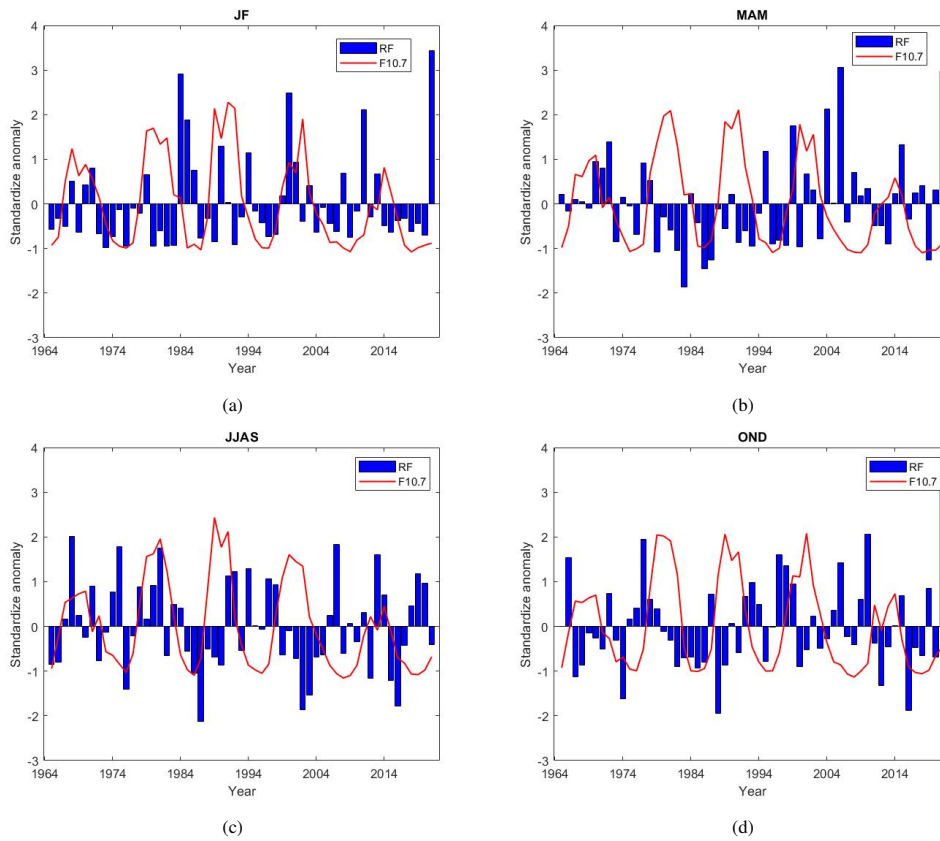 JF
4
3
2
1
0
-1
-2
-3
Standardize anomaly
RF
F10.7
1964 1974 1984 1994 2004 2014
Year
(a)
MAM
4
3
2
1
0
-1
-2
-3
Standardize anomaly
RF
F10.7
1964 1974 1984 1994 2004 2014
Year
(b)
JJAS
4
3
2
1
0
-1
-2
-3
Standardize anomaly
RF
F10.7
1964 1974 1984 1994 2004 2014
Year
(c)
OND
4
3
2
1
0
-1
-2
-3
Standardize anomaly
RF
F10.7
1964 1974 1984 1994 2004 2014
Year
(d)